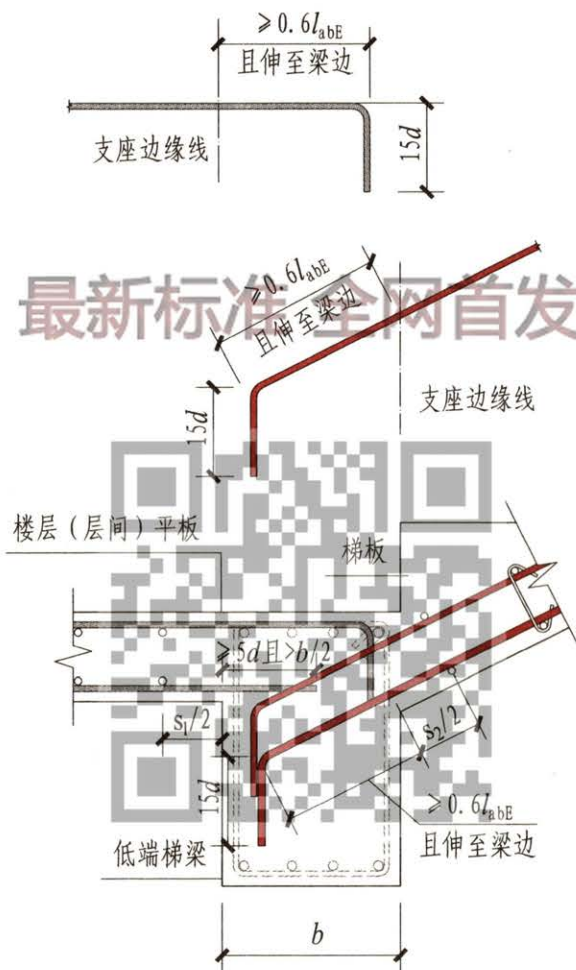 ≥0.6labE
且伸至梁边
支座边缘线
15d
≥0.6labE
且伸至梁边
最新标准 全网首发
支座边缘线
15d
楼层（层间）平板
梯板
≥5d且>b/2
s1/2
s2/2
15d
≥0.6labE
且伸至梁边
低端梯梁
b